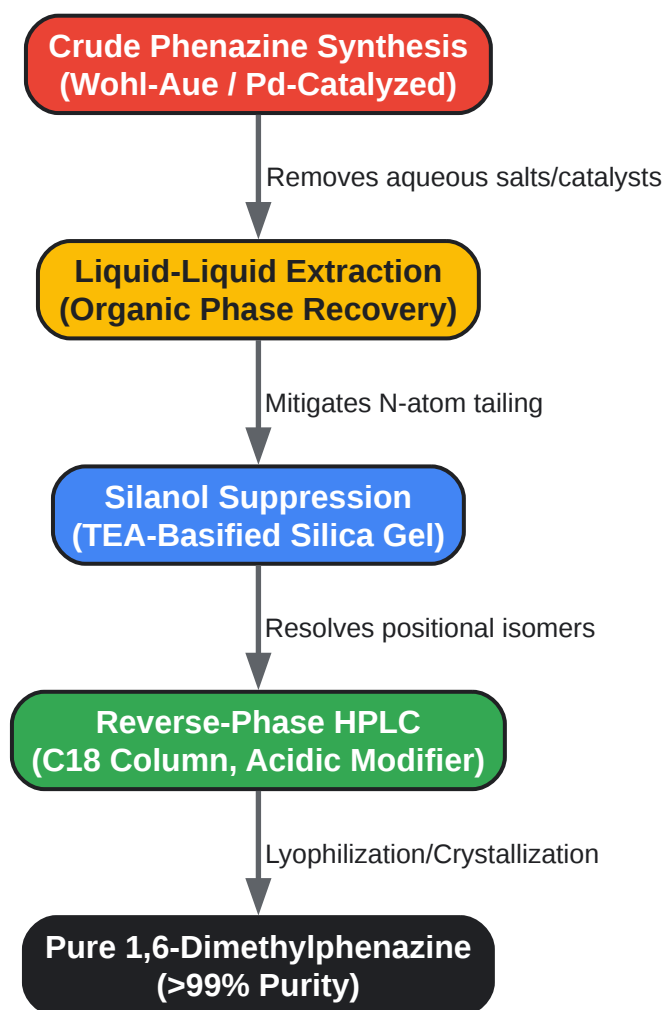 Crude Phenazine Synthesis
(Wohl-Aue / Pd-Catalyzed)
Removes aqueous salts/catalysts
Liquid-Liquid Extraction
(Organic Phase Recovery)
Mitigates N-atom tailing
Silanol Suppression
(TEA-Basified Silica Gel)
Resolves positional isomers
Reverse-Phase HPLC
(C18 Column, Acidic Modifier)
Lyophilization/Crystallization
Pure 1,6-Dimethylphenazine
(>99% Purity)